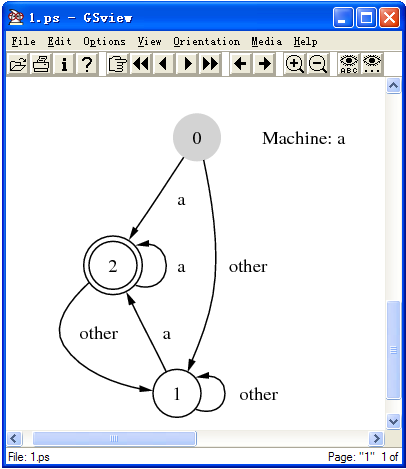 1.ps - GSview
File Edit Options View Orientation Media Help
i ?
ABC
0 Machine: a
a
2 a other
other a
1 other
File: 1.ps Page: "1" 1 of